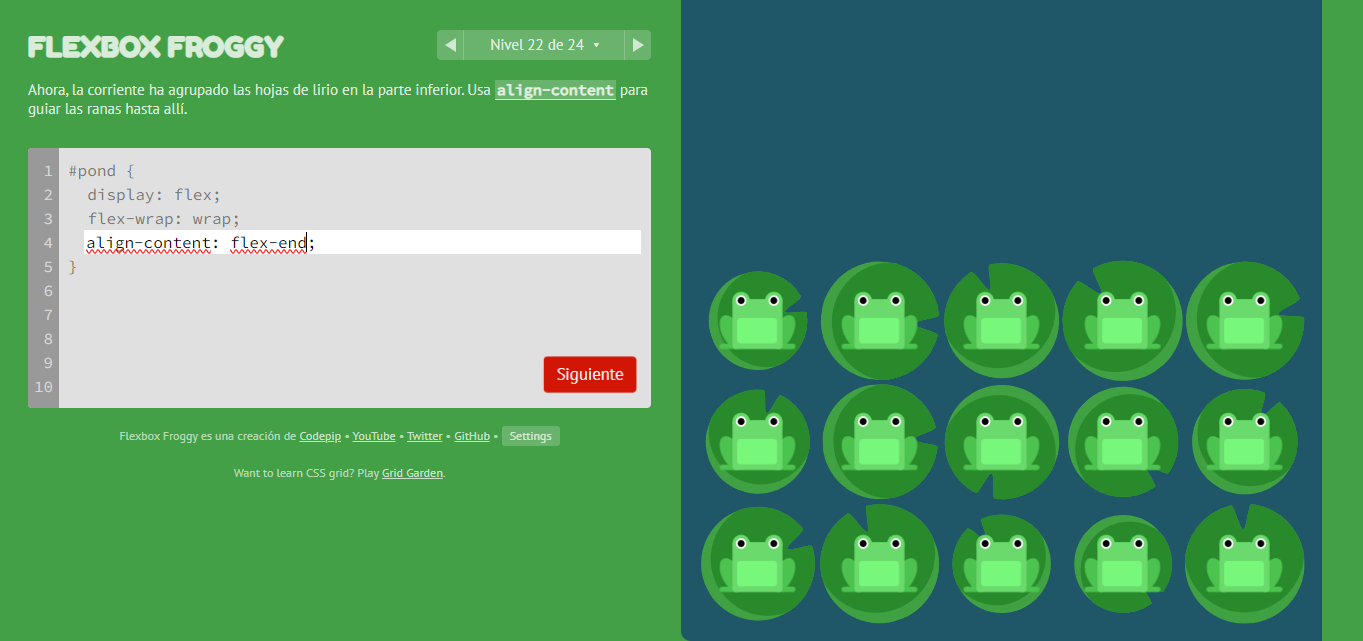 FLEXBOX FROGGY
◀ Nivel 22 de 24 ▾ ▶
Ahora, la corriente ha agrupado las hojas de lirio en la parte inferior. Usa align-content para
guiar las ranas hasta allí.
1 #pond {
2 display: flex;
3 flex-wrap: wrap;
4 align-content: flex-end;
5 }
6
7
8
9
10
Siguiente
Flexbox Froggy es una creación de Codepip • YouTube • Twitter • GitHub • Settings
Want to learn CSS grid? Play Grid Garden.